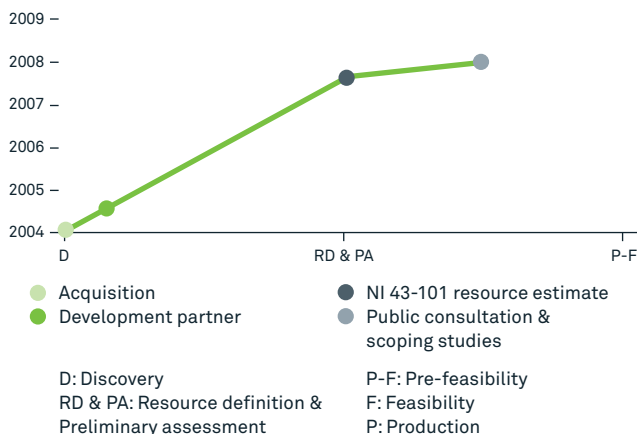 2009
2008
2007
2006
2005
2004
D
RD & PA
P-F
Acquisition
Development partner
NI 43-101 resource estimate
Public consultation &
scoping studies
D: Discovery
RD & PA: Resource definition &
Preliminary assessment
P-F: Pre-feasibility
F: Feasibility
P: Production